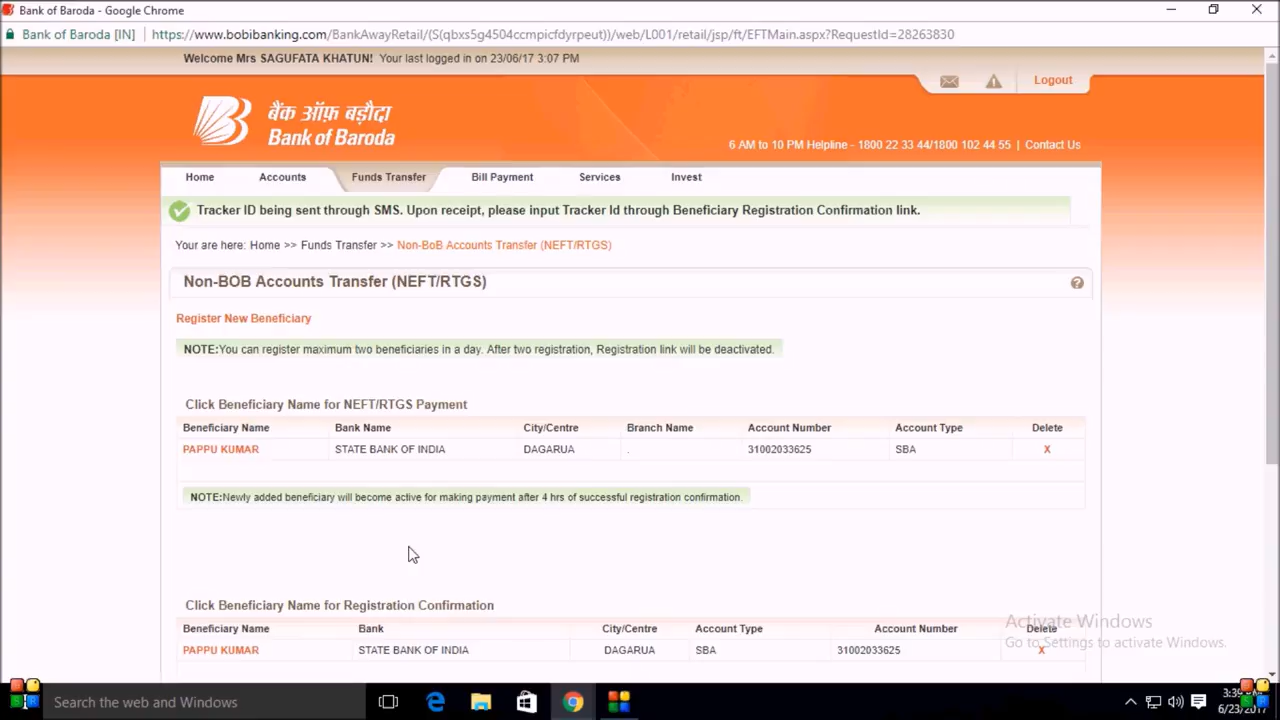 Bank of Baroda - Google Chrome
Bank of Baroda [IN] https://www.bobibanking.com/BankAwayRetail/(S(qbxs5g4504ccmpicfdyrpeut))/web/L001/retail/jsp/ft/EFTMain.aspx?RequestId=28263830
Welcome Mrs SAGUFATA KHATUN! Your last logged in on 23/06/17 3:07 PM
Logout
बैंक ऑफ़ बड़ौदा
Bank of Baroda
6 AM to 10 PM Helpline - 1800 22 33 44/1800 102 44 55 | Contact Us
Home Accounts Funds Transfer Bill Payment Services Invest
Tracker ID being sent through SMS. Upon receipt, please input Tracker Id through Beneficiary Registration Confirmation link.
Your are here: Home >> Funds Transfer >> Non-BoB Accounts Transfer (NEFT/RTGS)
Non-BOB Accounts Transfer (NEFT/RTGS) ?
Register New Beneficiary
NOTE:You can register maximum two beneficiaries in a day. After two registration, Registration link will be deactivated.
Click Beneficiary Name for NEFT/RTGS Payment
Beneficiary Name Bank Name City/Centre Branch Name Account Number Account Type Delete
PAPPU KUMAR STATE BANK OF INDIA DAGARUA . 31002033625 SBA X
NOTE:Newly added beneficiary will become active for making payment after 4 hrs of successful registration confirmation.
Click Beneficiary Name for Registration Confirmation
Beneficiary Name Bank City/Centre Account Type Account Number Delete
PAPPU KUMAR STATE BANK OF INDIA DAGARUA SBA 31002033625 X
Activate Windows
Go to Settings to activate Windows.
Search the web and Windows